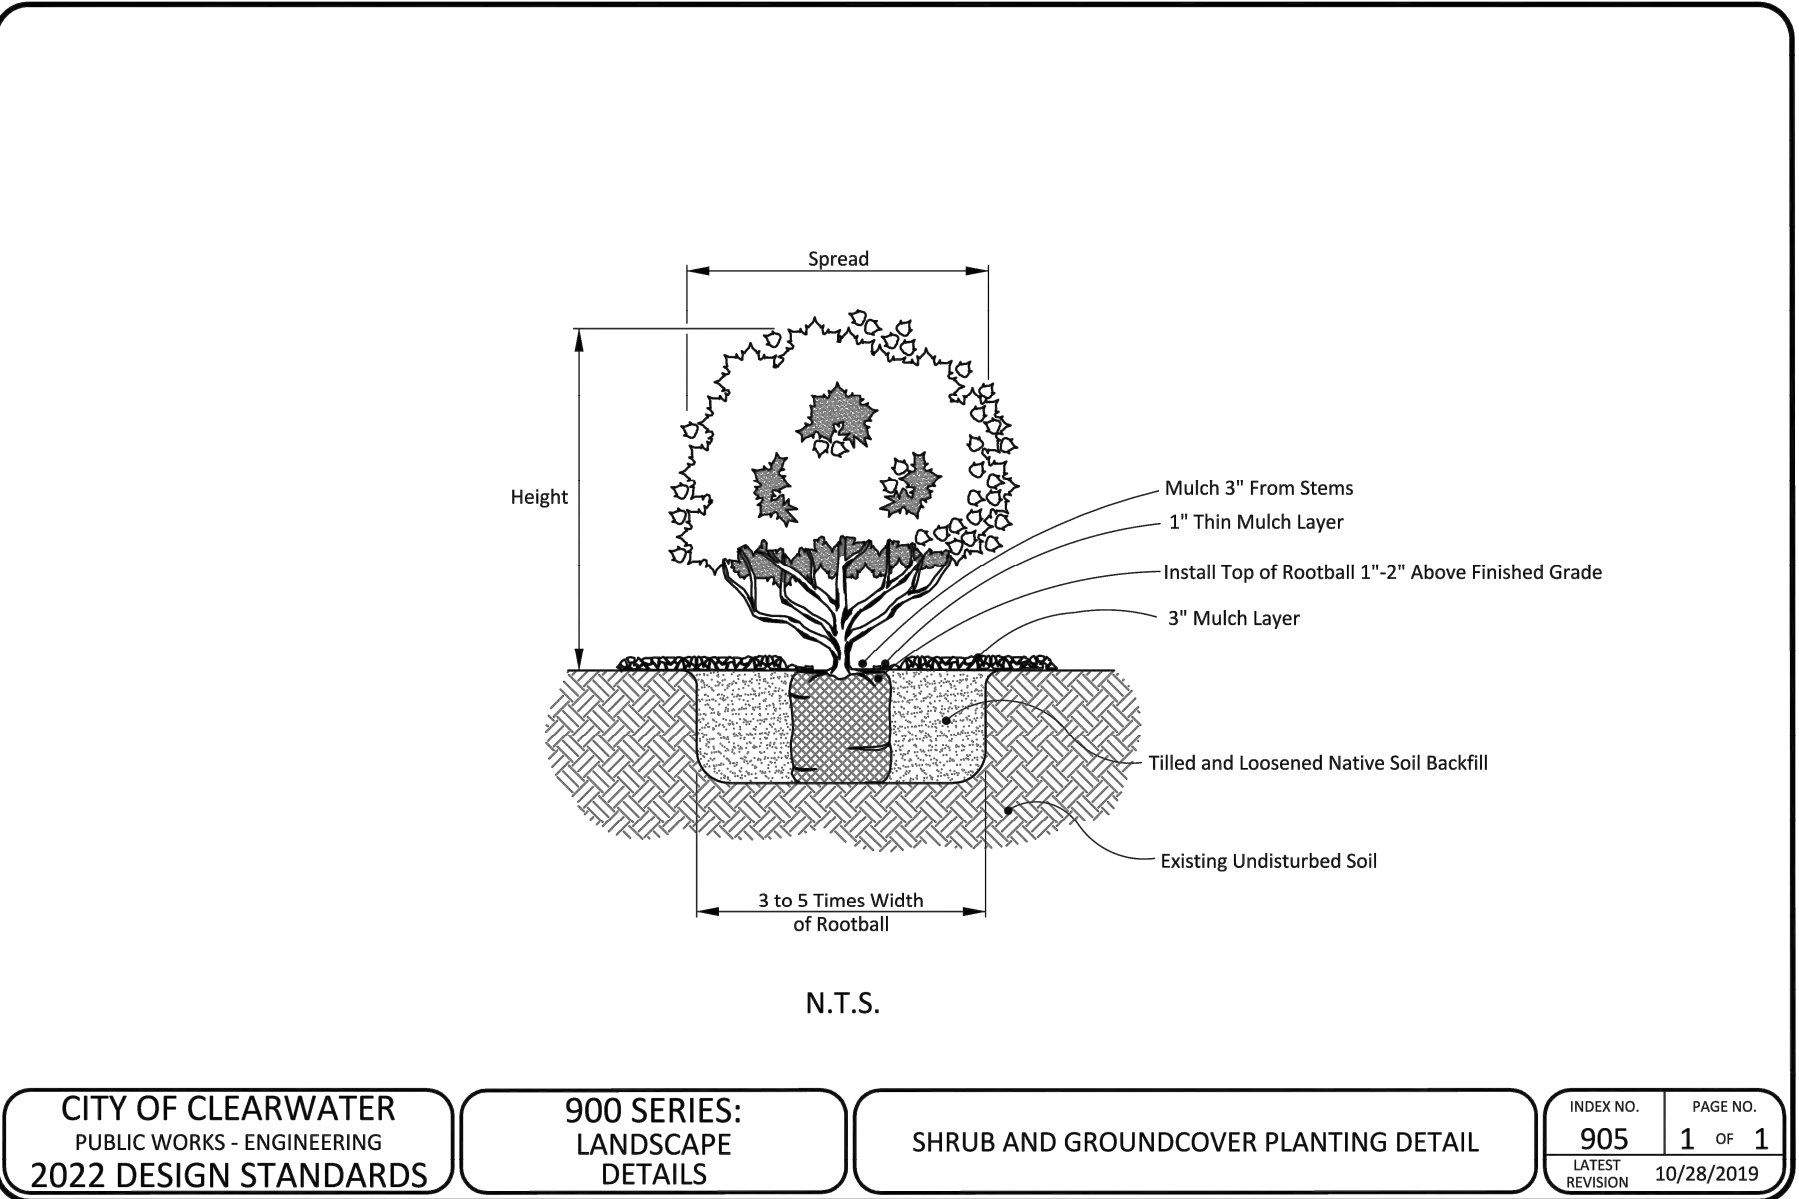 Spread
Height
Mulch 3" From Stems
1" Thin Mulch Layer
Install Top of Rootball 1"-2" Above Finished Grade
3" Mulch Layer
Tilled and Loosened Native Soil Backfill
Existing Undisturbed Soil
3 to 5 Times Width
of Rootball
N.T.S.
CITY OF CLEARWATER
PUBLIC WORKS - ENGINEERING
2022 DESIGN STANDARDS
900 SERIES:
LANDSCAPE
DETAILS
SHRUB AND GROUNDCOVER PLANTING DETAIL
INDEX NO.
905
PAGE NO.
1 OF 1
LATEST
REVISION
10/28/2019